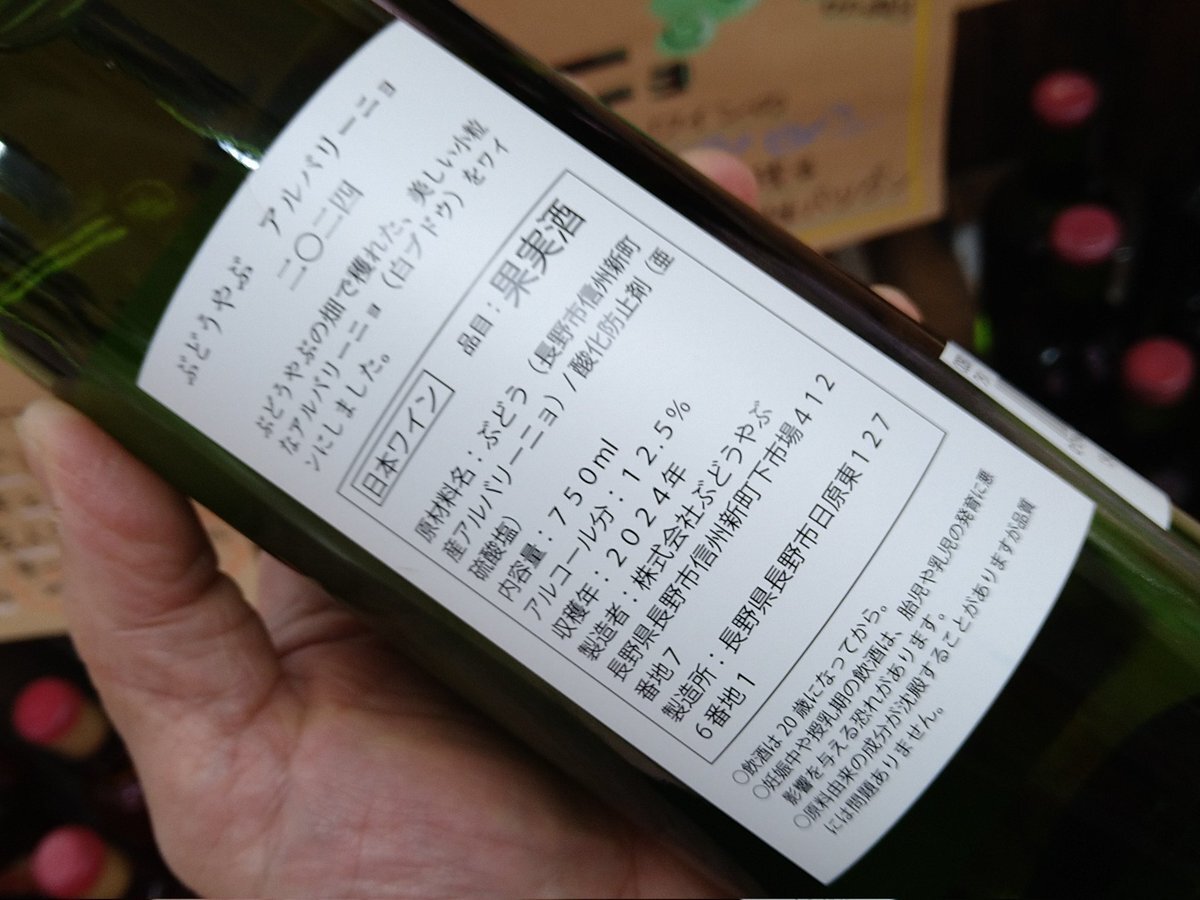 ぶどうやぶ アルバリーニョ
二〇二四
ぶどうやぶの畑で穫れた、美しい小粒
なアルバリーニョ（白ブドウ）をワイ
ンにしました。
日本ワイン 品目：果実酒
原材料名：ぶどう（長野市信州新町
産アルバリーニョ）/ 酸化防止剤（亜
硫酸塩）
内容量：750ml
アルコール分：12.5%
収穫年：2024年
製造者：株式会社ぶどうやぶ
長野県長野市信州新町下市場412
番地7
製造所：長野県長野市日原東127
6番地1
○飲酒は20歳になってから。
○妊娠中や授乳期の飲酒は、胎児や乳児の発育に悪
影響を与える恐れがあります。
○原料由来の成分が沈殿することがありますが品質
には問題ありません。